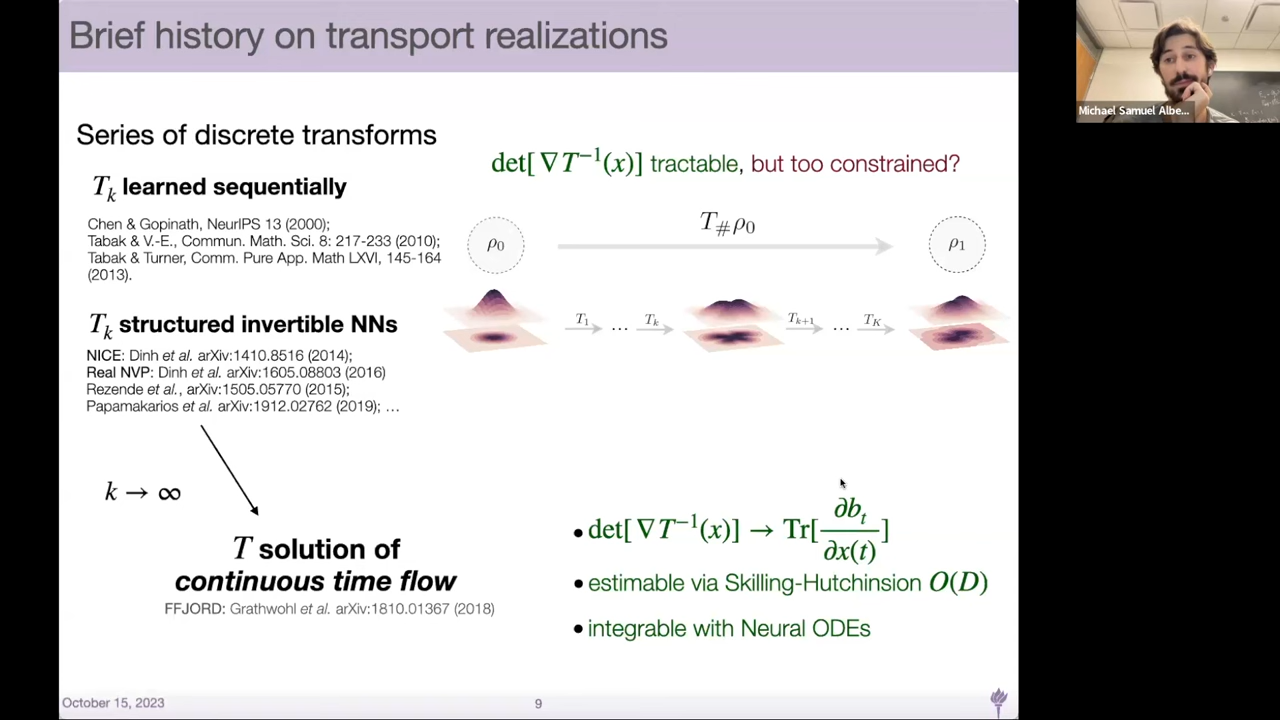 Brief history on transport realizations
Series of discrete transforms
T_k learned sequentially
Chen & Gopinath, NeurIPS 13 (2000);
Tabak & V.-E., Commun. Math. Sci. 8: 217-233 (2010);
Tabak & Turner, Comm. Pure App. Math LXVI, 145-164
(2013).
T_k structured invertible NNs
NICE: Dinh et al. arXiv:1410.8516 (2014);
Real NVP: Dinh et al. arXiv:1605.08803 (2016)
Rezende et al., arXiv:1505.05770 (2015);
Papamakarios et al. arXiv:1912.02762 (2019); …
k → ∞
T solution of
continuous time flow
FFJORD: Grathwohl et al. arXiv:1810.01367 (2018)
det[∇T⁻¹(x)] tractable, but too constrained?
T_#ρ₀
ρ₀
ρ₁
T₁ … T_k T_{k+1} … T_K
• det[∇T⁻¹(x)] → Tr[∂b_t/∂x(t)]
• estimable via Skilling-Hutchinsion O(D)
• integrable with Neural ODEs
October 15, 2023
9
Michael Samuel Albe...